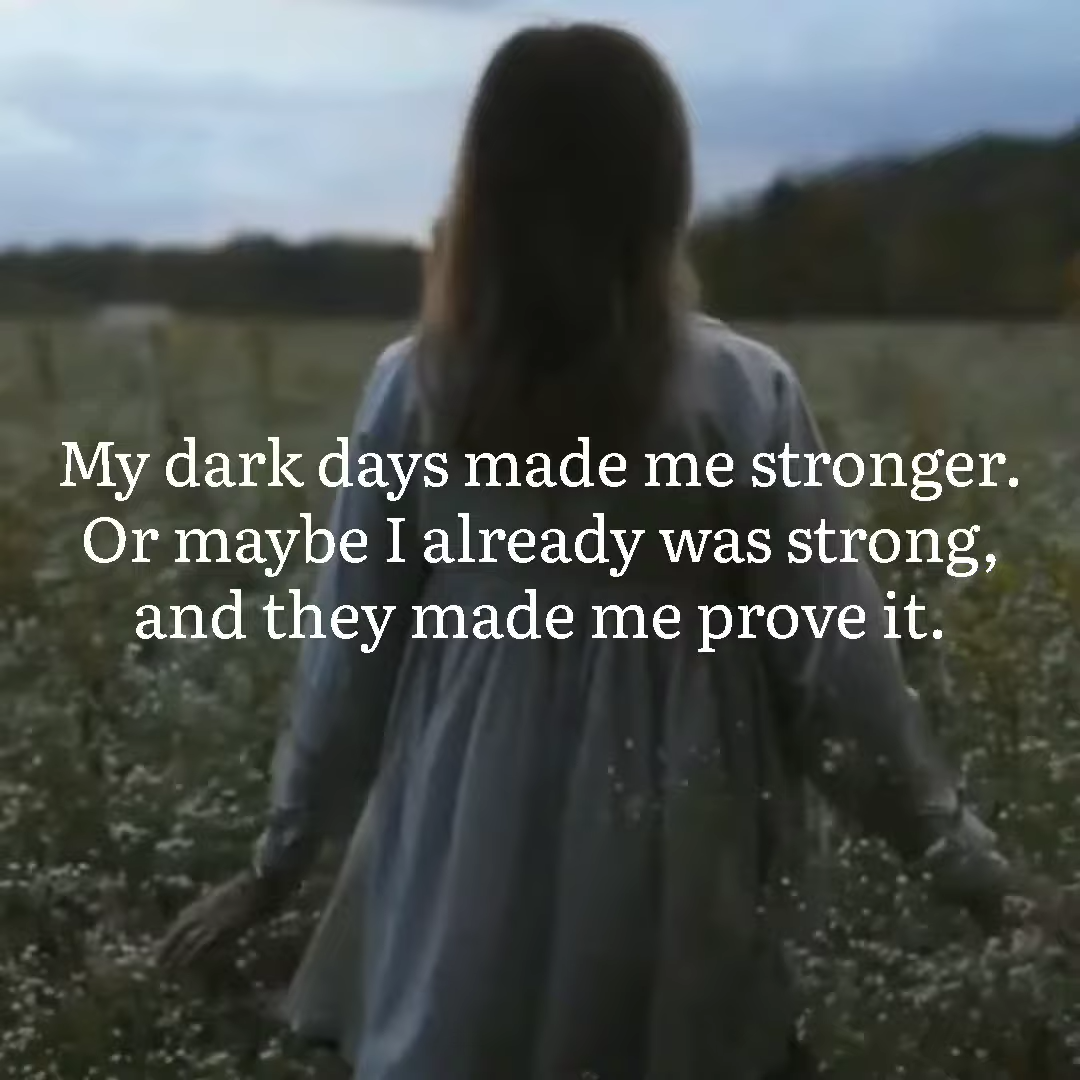 My dark days made me stronger.
Or maybe I already was strong,
and they made me prove it.